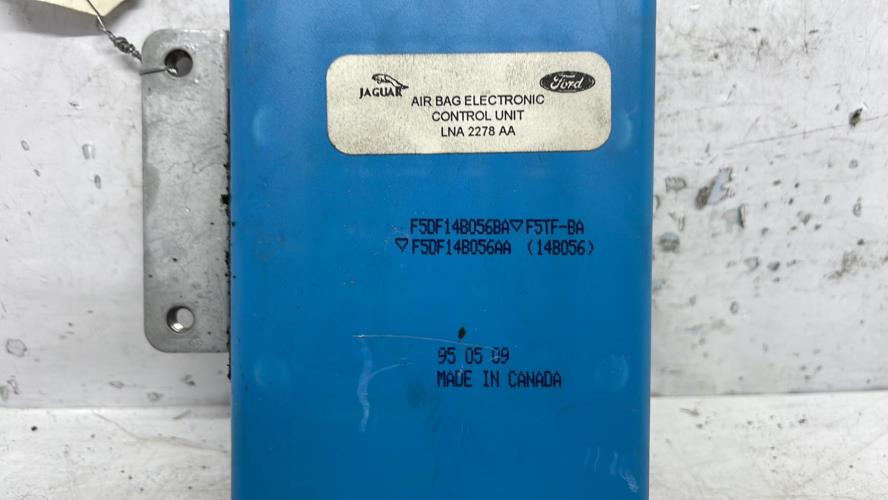 JAGUAR
Ford
AIR BAG ELECTRONIC
CONTROL UNIT
LNA 2278 AA
F5DF14B056BA▽F5TF-BA
▽F5DF14B056AA (14B056)
95 05 09
MADE IN CANADA